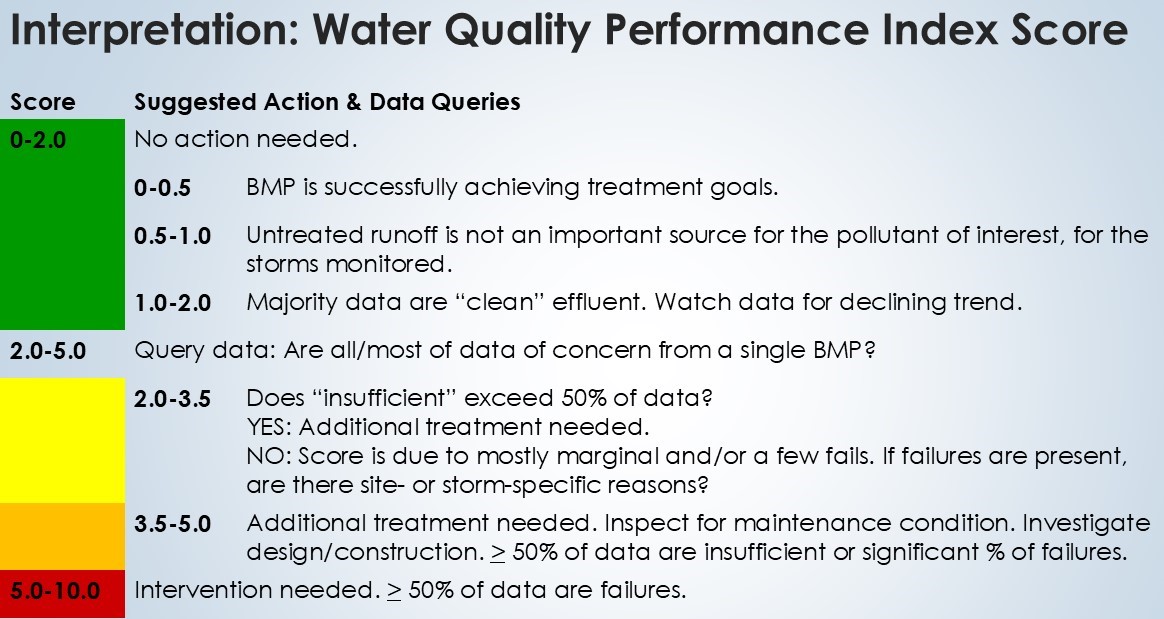 Interpretation: Water Quality Performance Index Score
Score Suggested Action & Data Queries
0-2.0 No action needed.
0-0.5 BMP is successfully achieving treatment goals.
0.5-1.0 Untreated runoff is not an important source for the pollutant of interest, for the
storms monitored.
1.0-2.0 Majority data are “clean” effluent. Watch data for declining trend.
2.0-5.0 Query data: Are all/most of data of concern from a single BMP?
2.0-3.5 Does “insufficient” exceed 50% of data?
YES: Additional treatment needed.
NO: Score is due to mostly marginal and/or a few fails. If failures are present,
are there site- or storm-specific reasons?
3.5-5.0 Additional treatment needed. Inspect for maintenance condition. Investigate
design/construction. ≥ 50% of data are insufficient or significant % of failures.
5.0-10.0 Intervention needed. ≥ 50% of data are failures.